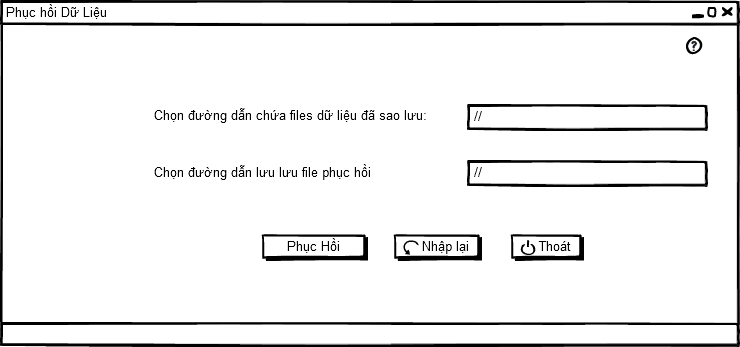 Phục hồi Dữ Liệu
?
Chọn đường dẫn chứa files dữ liệu đã sao lưu:
//
Chọn đường dẫn lưu lưu file phục hồi
//
Phục Hồi
Nhập lại
Thoát